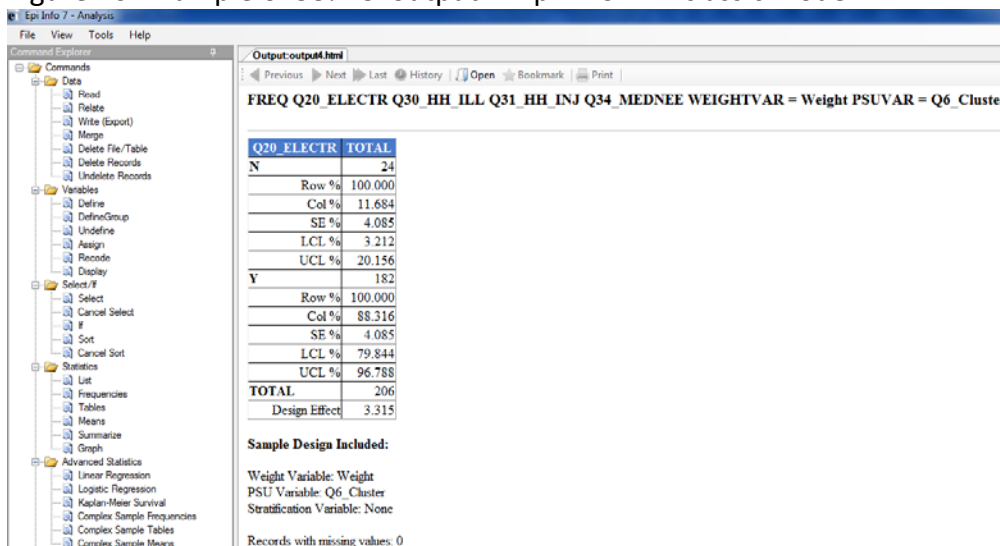 Epi Info 7 - Analysis
File View Tools Help
Command Explorer
Commands
Data
Read
Relate
Write (Export)
Merge
Delete File/Table
Delete Records
Undelete Records
Variables
Define
DefineGroup
Undefine
Assign
Recode
Display
Select/If
Select
Cancel Select
If
Sort
Cancel Sort
Statistics
List
Frequencies
Tables
Means
Summarize
Graph
Advanced Statistics
Linear Regression
Logistic Regression
Kaplan-Meier Survival
Complex Sample Frequencies
Complex Sample Tables
Complex Sample Means
Output:output4.html
Previous Next Last History Open Bookmark Print
FREQ Q20_ELECTR Q30_HH_ILL Q31_HH_INJ Q34_MEDNEE WEIGHTVAR = Weight PSUVAR = Q6_Cluste
Q20_ELECTR TOTAL
N 24
Row % 100.000
Col % 11.684
SE % 4.085
LCL % 3.212
UCL % 20.156
Y 182
Row % 100.000
Col % 88.316
SE % 4.085
LCL % 79.844
UCL % 96.788
TOTAL 206
Design Effect 3.315
Sample Design Included:
Weight Variable: Weight
PSU Variable: Q6_Cluster
Stratification Variable: None
Records with missing values: 0